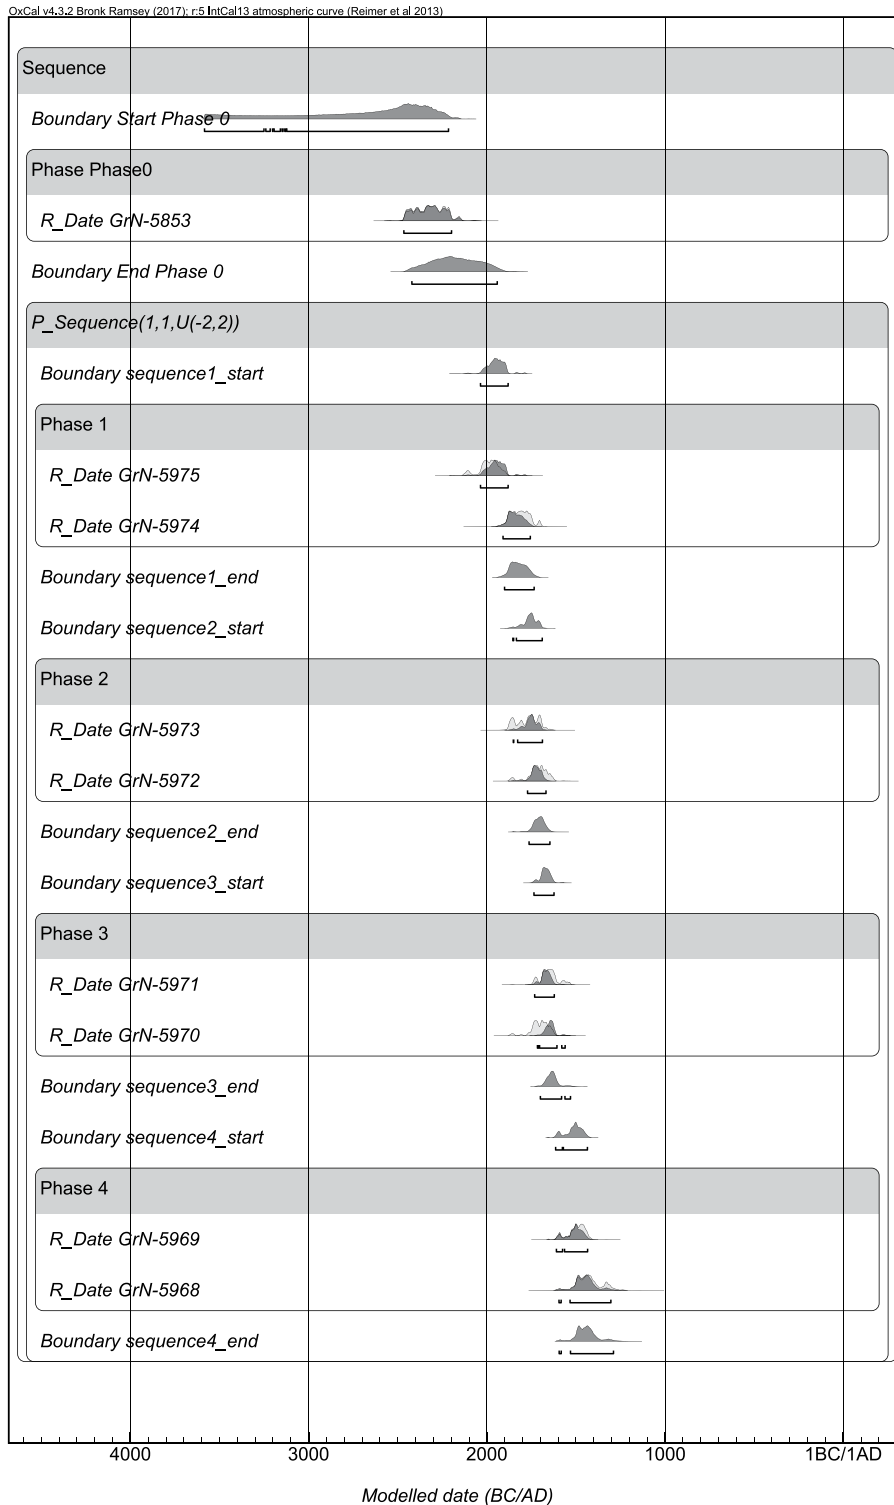 OxCal v4.3.2 Bronk Ramsey (2017); r:5 IntCal13 atmospheric curve (Reimer et al 2013)
Sequence
Boundary Start Phase 0
Phase Phase0
R_Date GrN-5853
Boundary End Phase 0
P_Sequence(1,1,U(-2,2))
Boundary sequence1_start
Phase 1
R_Date GrN-5975
R_Date GrN-5974
Boundary sequence1_end
Boundary sequence2_start
Phase 2
R_Date GrN-5973
R_Date GrN-5972
Boundary sequence2_end
Boundary sequence3_start
Phase 3
R_Date GrN-5971
R_Date GrN-5970
Boundary sequence3_end
Boundary sequence4_start
Phase 4
R_Date GrN-5969
R_Date GrN-5968
Boundary sequence4_end
4000 3000 2000 1000 1BC/1AD
Modelled date (BC/AD)